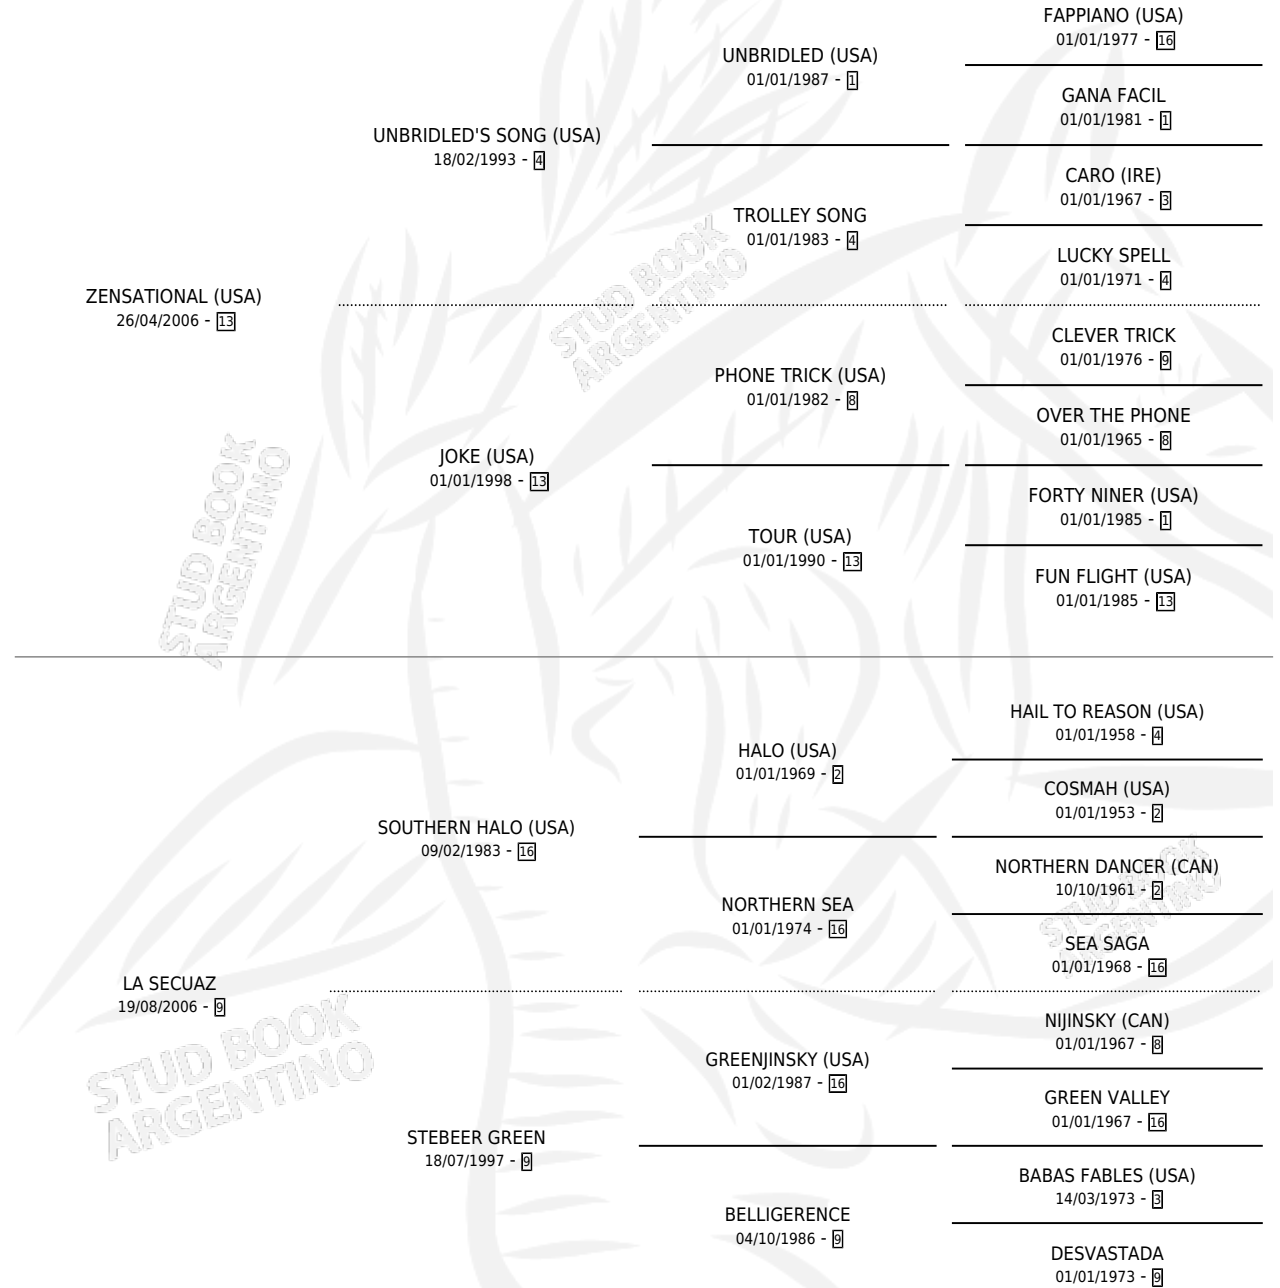 FAPPIANO (USA)
01/01/1977 - 16
UNBRIDLED (USA)
01/01/1987 - 1
GANA FACIL
01/01/1981 - 1
UNBRIDLED'S SONG (USA)
18/02/1993 - 4
CARO (IRE)
01/01/1967 - 3
TROLLEY SONG
01/01/1983 - 4
LUCKY SPELL
01/01/1971 - 4
ZENSATIONAL (USA)
26/04/2006 - 13
STUD BOOK
ARGENTINO
CLEVER TRICK
01/01/1976 - 9
PHONE TRICK (USA)
01/01/1982 - 8
OVER THE PHONE
01/01/1965 - 8
JOKE (USA)
01/01/1998 - 13
FORTY NINER (USA)
01/01/1985 - 1
TOUR (USA)
01/01/1990 - 13
FUN FLIGHT (USA)
01/01/1985 - 13
STUD BOOK
ARGENTINO
HAIL TO REASON (USA)
01/01/1958 - 4
HALO (USA)
01/01/1969 - 2
COSMAH (USA)
01/01/1953 - 2
SOUTHERN HALO (USA)
09/02/1983 - 16
NORTHERN DANCER (CAN)
10/10/1961 - 2
NORTHERN SEA
01/01/1974 - 16
STUD BOOK
ARGENTINO
SEA SAGA
01/01/1968 - 16
LA SECUAZ
19/08/2006 - 9
NIJINSKY (CAN)
01/01/1967 - 8
GREENJINSKY (USA)
01/02/1987 - 16
GREEN VALLEY
01/01/1967 - 16
STUD BOOK
ARGENTINO
STEBEER GREEN
18/07/1997 - 9
BABAS FABLES (USA)
14/03/1973 - 3
BELLIGERENCE
04/10/1986 - 9
DESVASTADA
01/01/1973 - 9